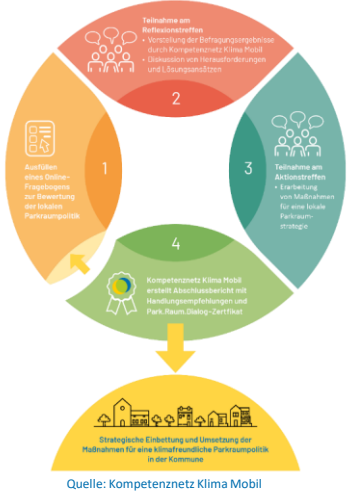 Teilnahme am
Reflexionstreffen
• Vorstellung der Befragungsergebnisse
durch Kompetenznetz Klima Mobil
• Diskussion von Herausforderungen
und Lösungsansätzen
2
1
Ausfüllen
eines Online-
Fragebogens
zur Bewertung
der lokalen
Parkraumpolitik
3
Teilnahme am
Aktionstreffen
• Erarbeitung
von Maßnahmen
für eine lokale
Parkraum-
strategie
4
Kompetenznetz Klima Mobil
erstellt Abschlussbericht mit
Handlungsempfehlungen und
Park.Raum.Dialog-Zertfikat
Strategische Einbettung und Umsetzung der
Maßnahmen für eine klimafreundliche Parkraumpolitik
in der Kommune
Quelle: Kompetenznetz Klima Mobil